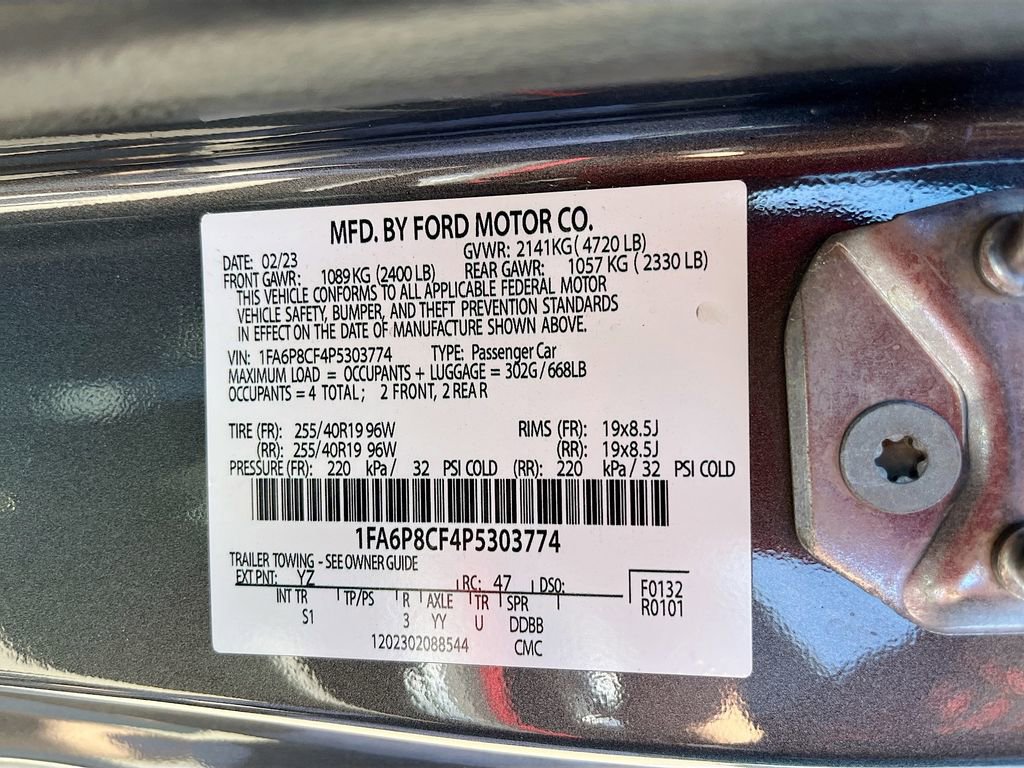 MFD. BY FORD MOTOR CO.
DATE: 02/23 GVWR: 2141KG ( 4720 LB)
FRONT GAWR: 1089 KG (2400 LB) REAR GAWR: 1057 KG ( 2330 LB)
THIS VEHICLE CONFORMS TO ALL APPLICABLE FEDERAL MOTOR
VEHICLE SAFETY, BUMPER, AND THEFT PREVENTION STANDARDS
IN EFFECT ON THE DATE OF MANUFACTURE SHOWN ABOVE.
VIN: 1FA6P8CF4P5303774 TYPE: Passenger Car
MAXIMUM LOAD = OCCUPANTS + LUGGAGE = 302G / 668LB
OCCUPANTS = 4 TOTAL; 2 FRONT, 2 REAR
TIRE (FR): 255/40R19 96W RIMS (FR): 19x8.5J
(RR): 255/40R19 96W (RR): 19x8.5J
PRESSURE (FR): 220 kPa / 32 PSI COLD (RR): 220 kPa / 32 PSI COLD
1FA6P8CF4P5303774
TRAILER TOWING - SEE OWNER GUIDE
EXT PNT: YZ RC: 47 DSO: F0132
INT TR TP/PS R AXLE TR SPR R0101
S1 3 YY U DDBB
1202302088544 CMC